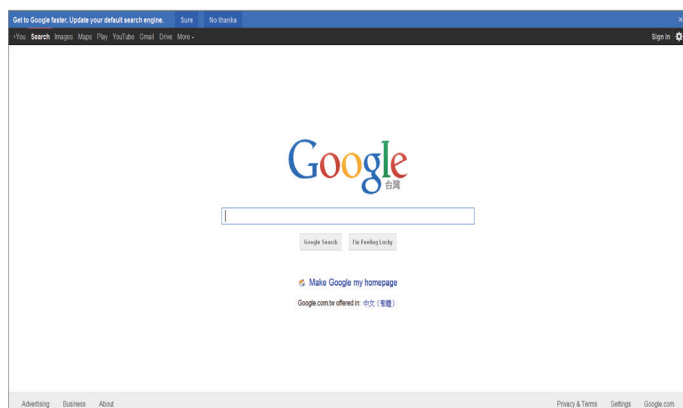 Get to Google faster. Update your default search engine. Sure No thanks ×
+You Search Images Maps Play YouTube Gmail Drive More Sign in
Google
台灣
Google Search I'm Feeling Lucky
Make Google my homepage
Google.com.tw offered in: 中文（繁體）
Advertising Business About Privacy & Terms Settings Google.com